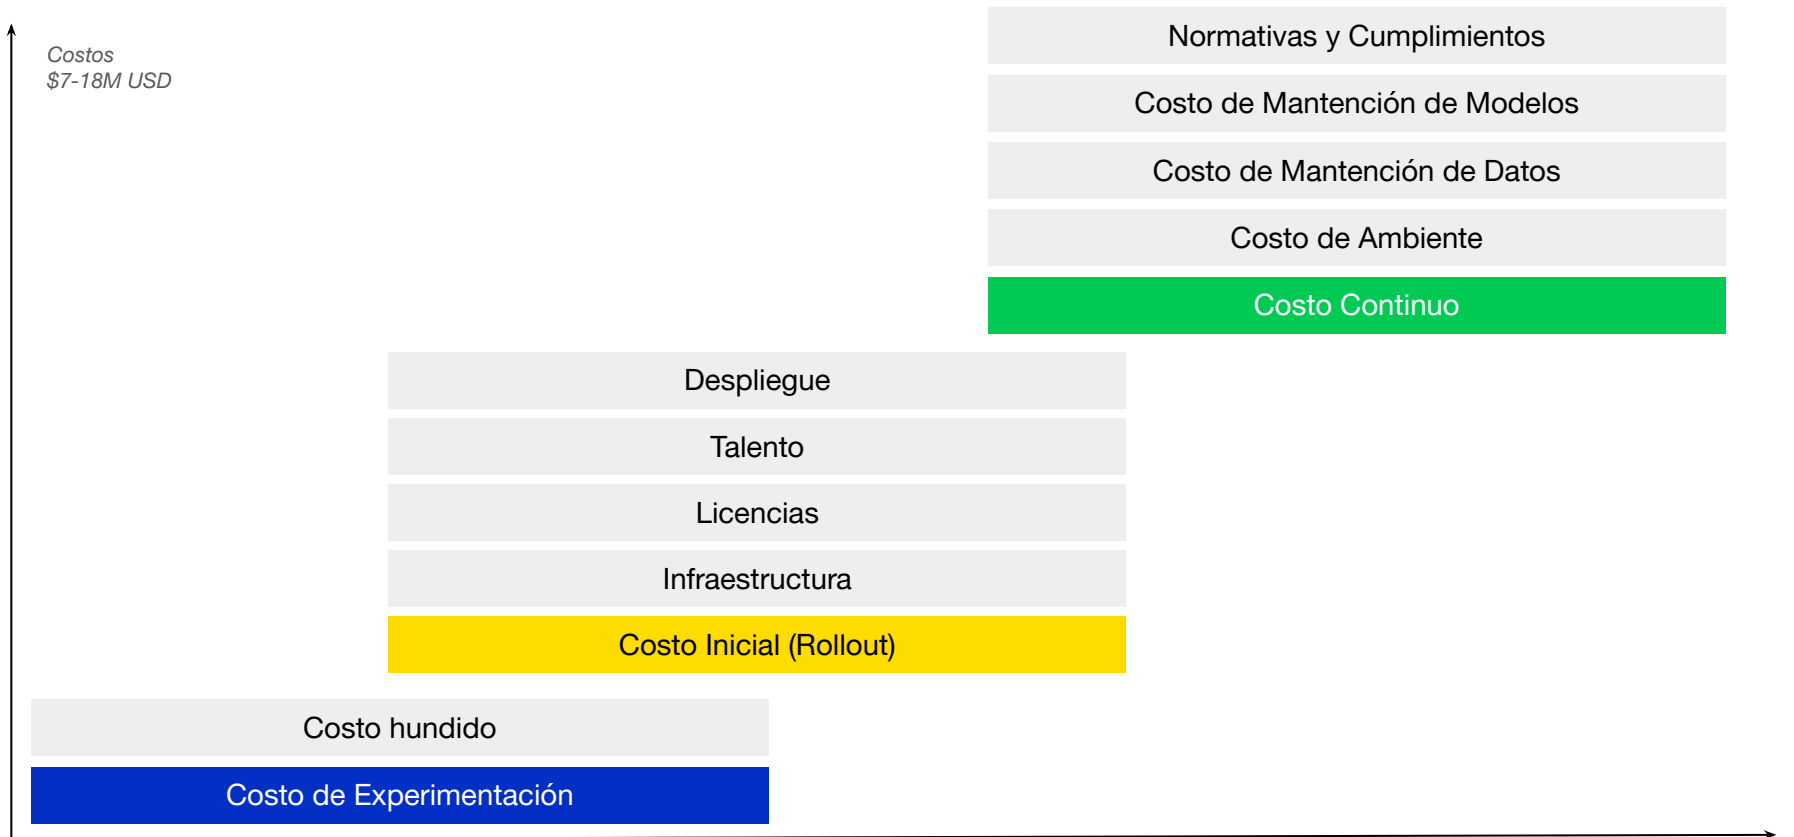 Costos
$7-18M USD
Normativas y Cumplimientos
Costo de Mantención de Modelos
Costo de Mantención de Datos
Costo de Ambiente
Costo Continuo
Despliegue
Talento
Licencias
Infraestructura
Costo Inicial (Rollout)
Costo hundido
Costo de Experimentación